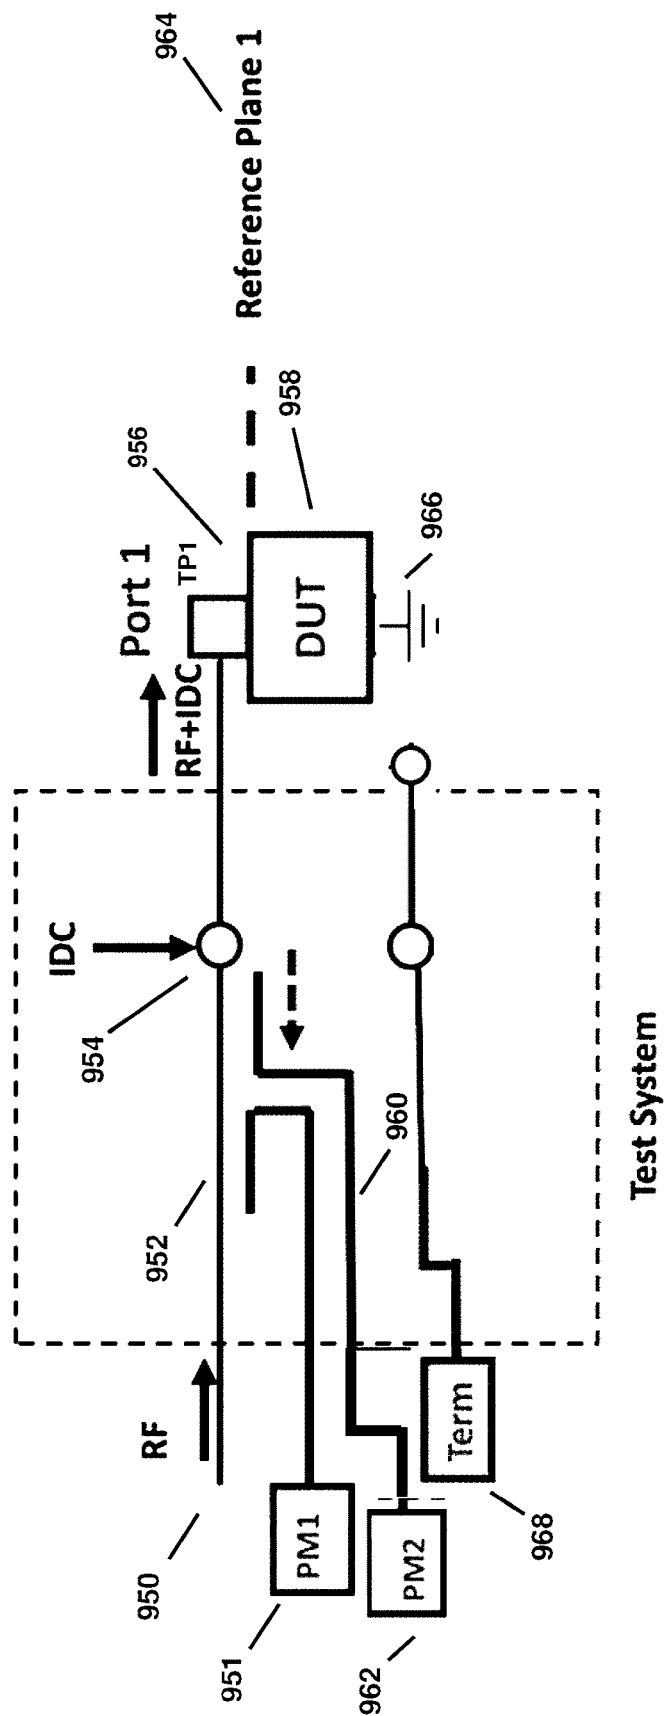 964
Reference Plane 1
956
958
966
Port 1
TP1
DUT
RF+IDC
IDC
954
960
952
Test System
RF
Term
950
PM1
PM2
968
951
962